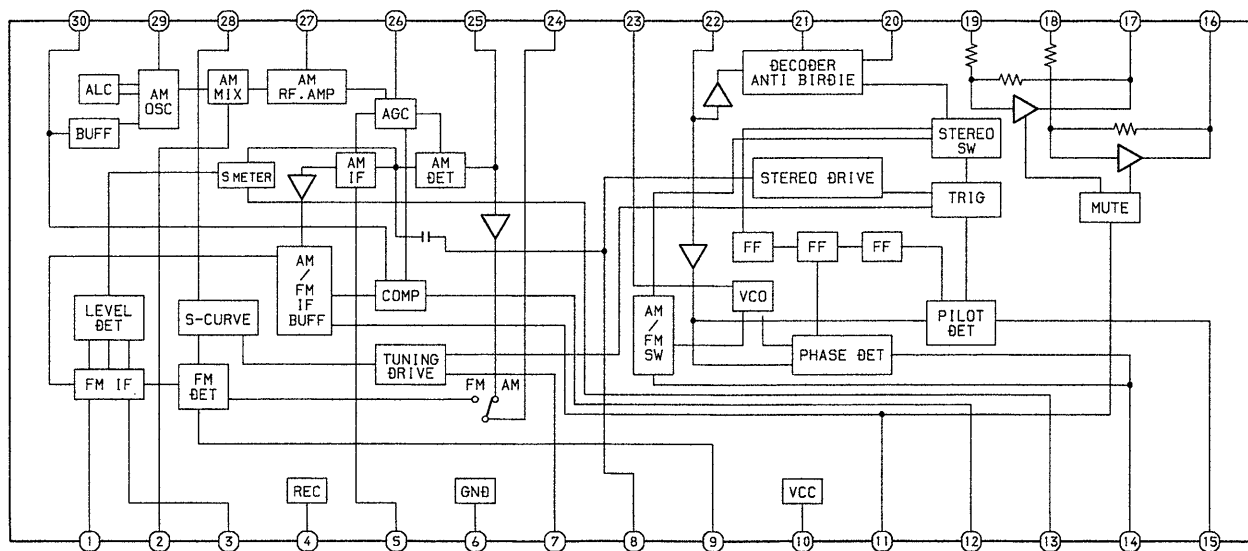 30 29 28 27 26 25 24 23 22 21 20 19 18 17 16
ALC
AM
OSC
AM
MIX
AM
RF.AMP
AGC
BUFF
S METER
AM
IF
AM
DET
DECODER
ANTI BIRDIE
STEREO
SW
STEREO DRIVE
TRIG
MUTE
AM
/
FM
IF
BUFF
COMP
FF
FF
FF
LEVEL
DET
S-CURVE
AM
/
FM
SW
VCO
PILOT
DET
TUNING
DRIVE
PHASE DET
FM IF
FM
DET
FM
AM
REC
GND
VCC
1 2 3 4 5 6 7 8 9 10 11 12 13 14 15